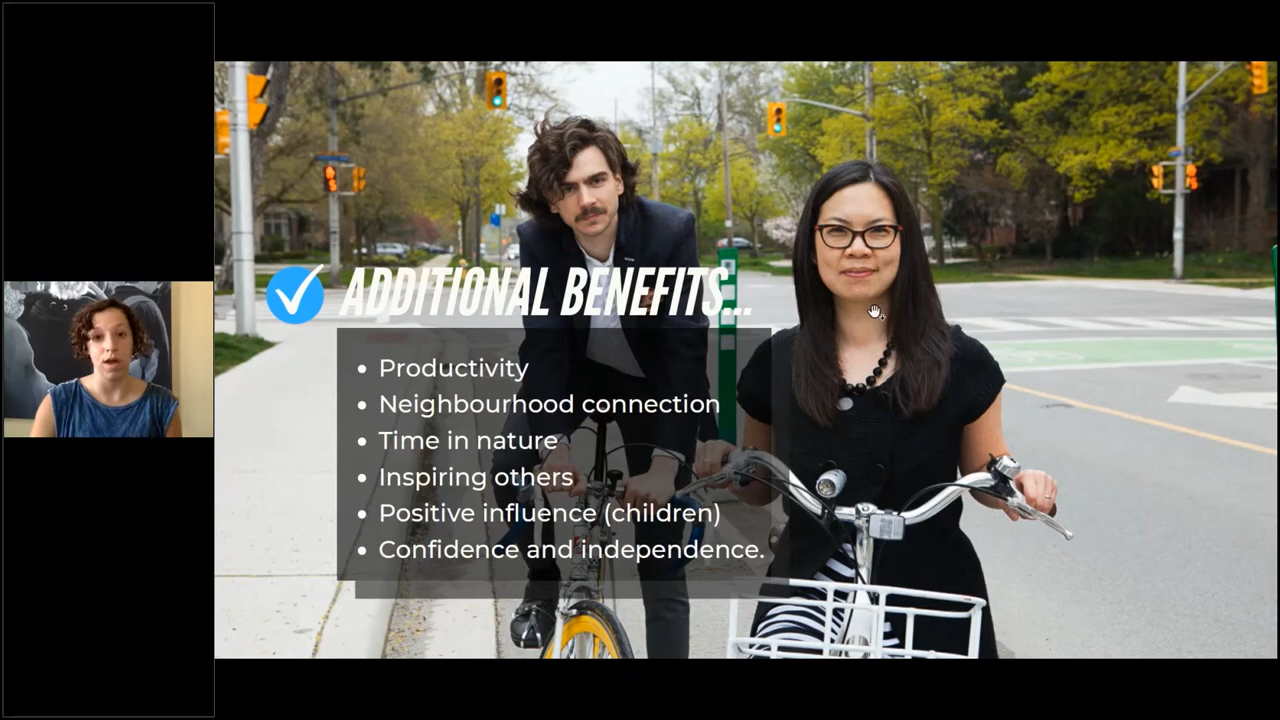 ADDITIONAL BENEFITS...
• Productivity
• Neighbourhood connection
• Time in nature
• Inspiring others
• Positive influence (children)
• Confidence and independence.